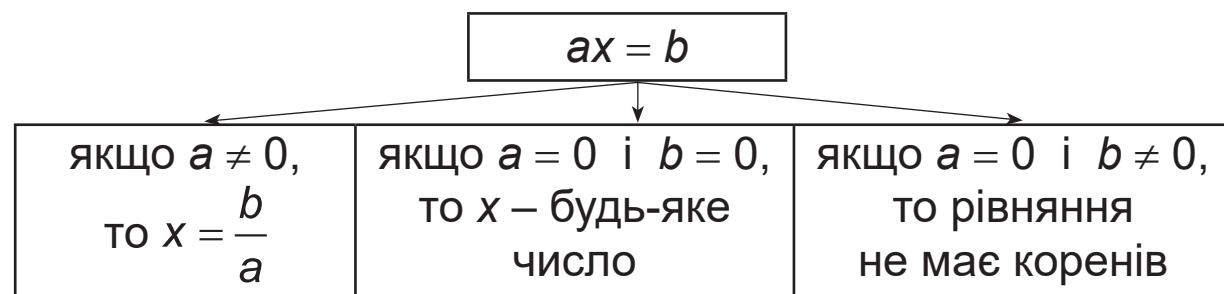 ax = b
якщо a ≠ 0,
то x = b/a
якщо a = 0 і b = 0,
то x – будь-яке
число
якщо a = 0 і b ≠ 0,
то рівняння
не має коренів